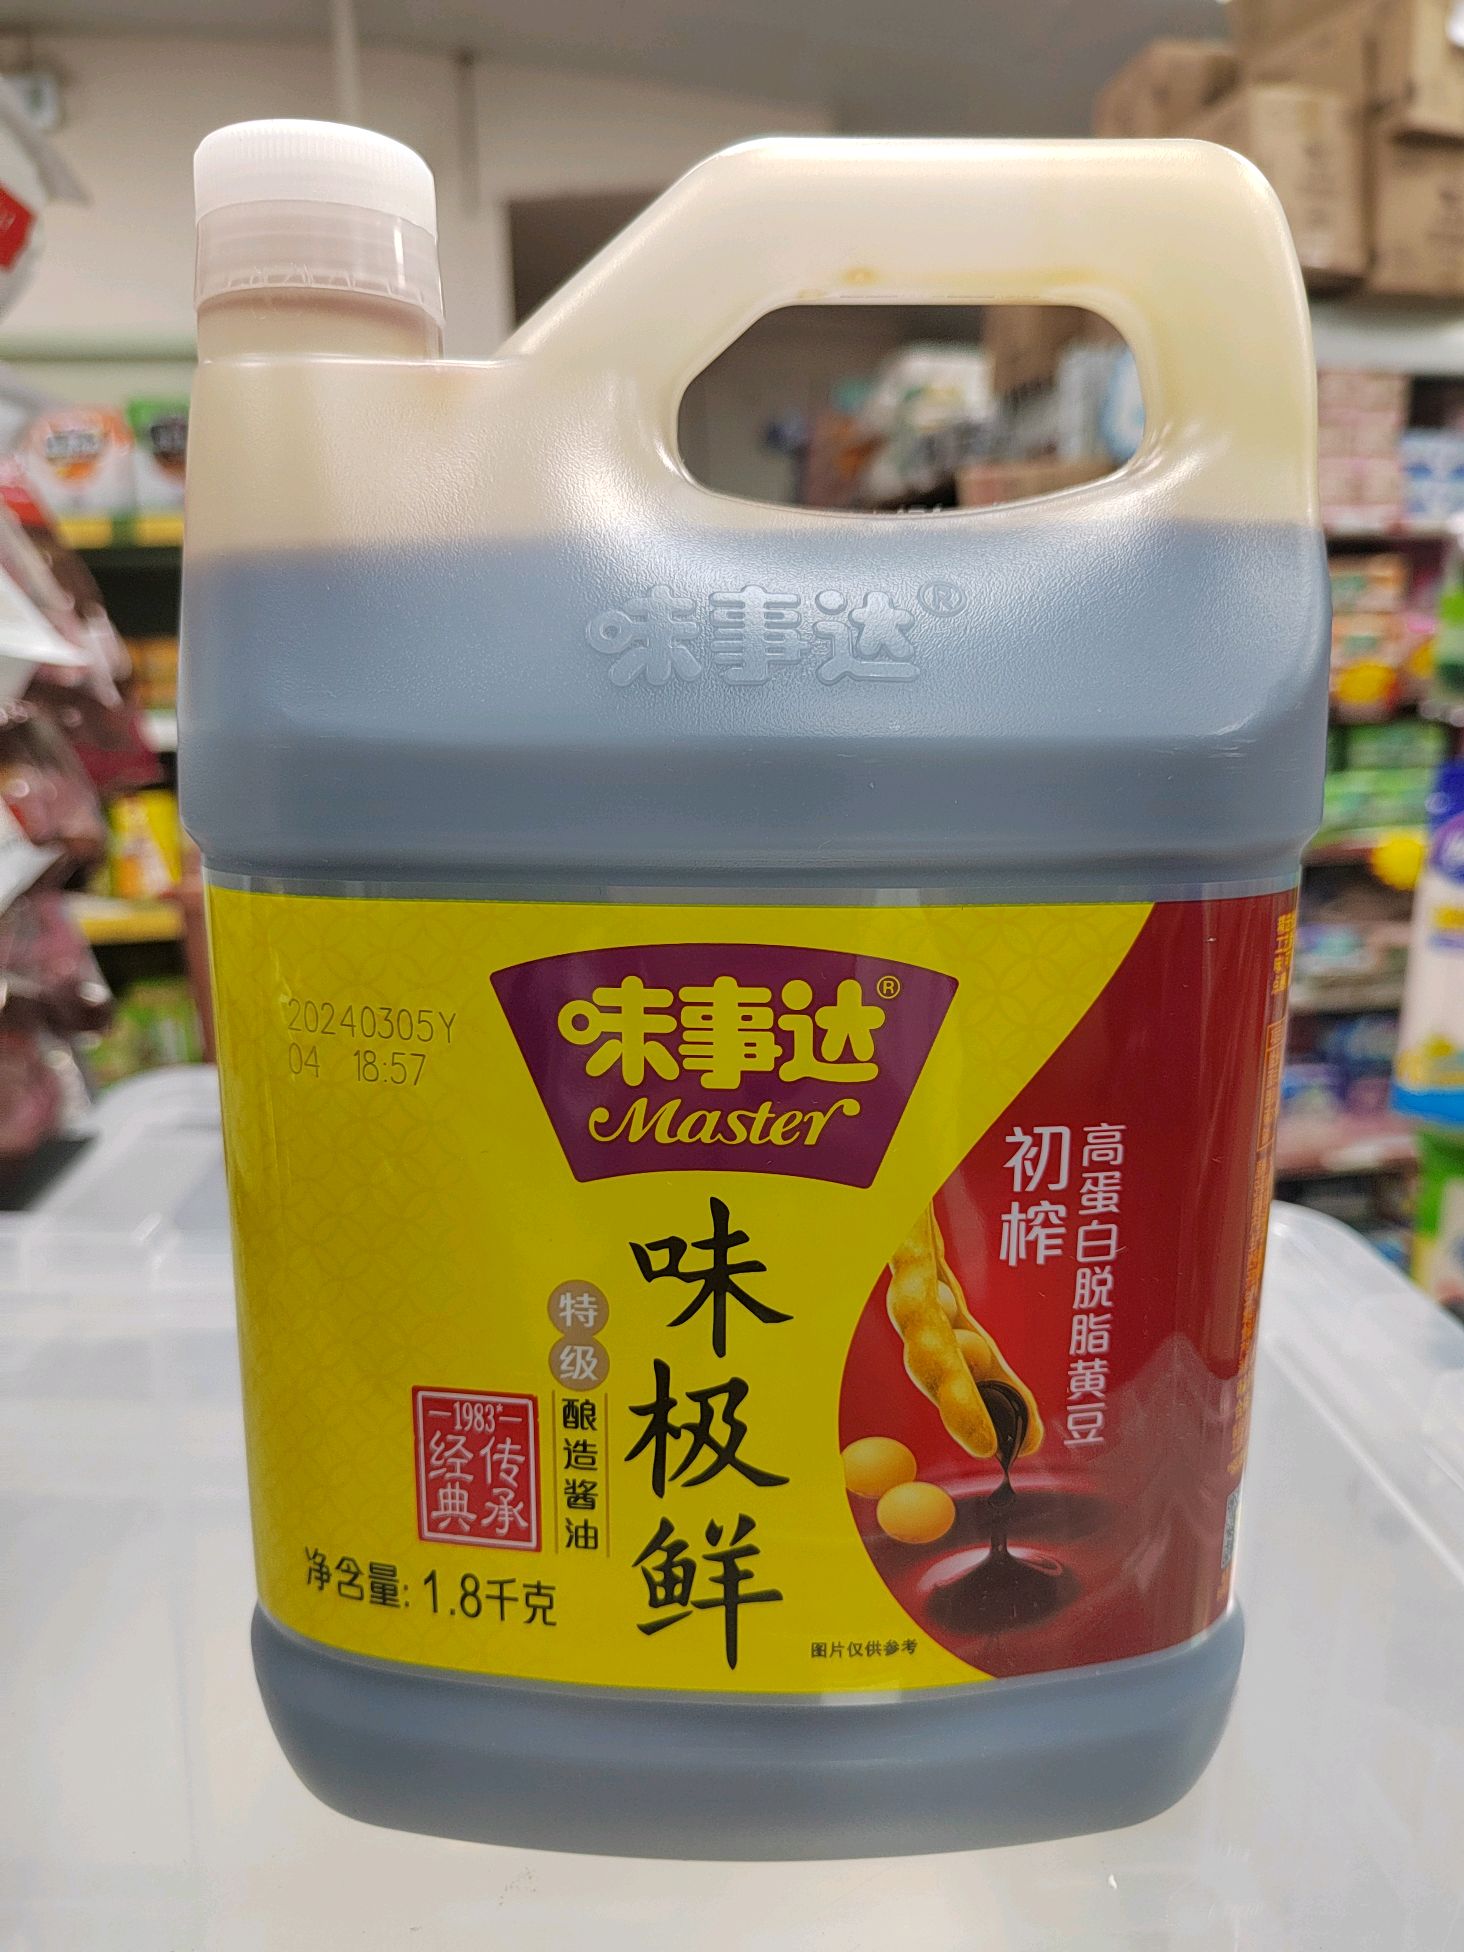 味事达®
20240305Y
04 18:57
味事达®
Master
味极鲜
特级
酿造酱油
—1983*—
传承
经典
净含量: 1.8千克
初榨
高蛋白脱脂黄豆
图片仅供参考